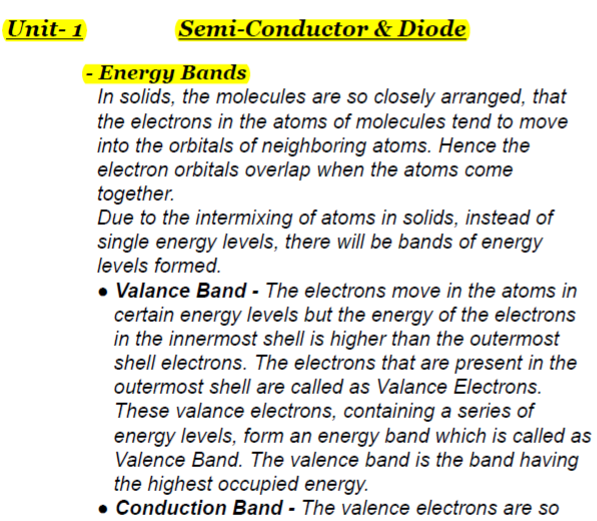 Unit- 1 Semi-Conductor & Diode
- Energy Bands
In solids, the molecules are so closely arranged, that
the electrons in the atoms of molecules tend to move
into the orbitals of neighboring atoms. Hence the
electron orbitals overlap when the atoms come
together.
Due to the intermixing of atoms in solids, instead of
single energy levels, there will be bands of energy
levels formed.
● Valance Band - The electrons move in the atoms in
certain energy levels but the energy of the electrons
in the innermost shell is higher than the outermost
shell electrons. The electrons that are present in the
outermost shell are called as Valance Electrons.
These valance electrons, containing a series of
energy levels, form an energy band which is called as
Valence Band. The valence band is the band having
the highest occupied energy.
● Conduction Band - The valence electrons are so